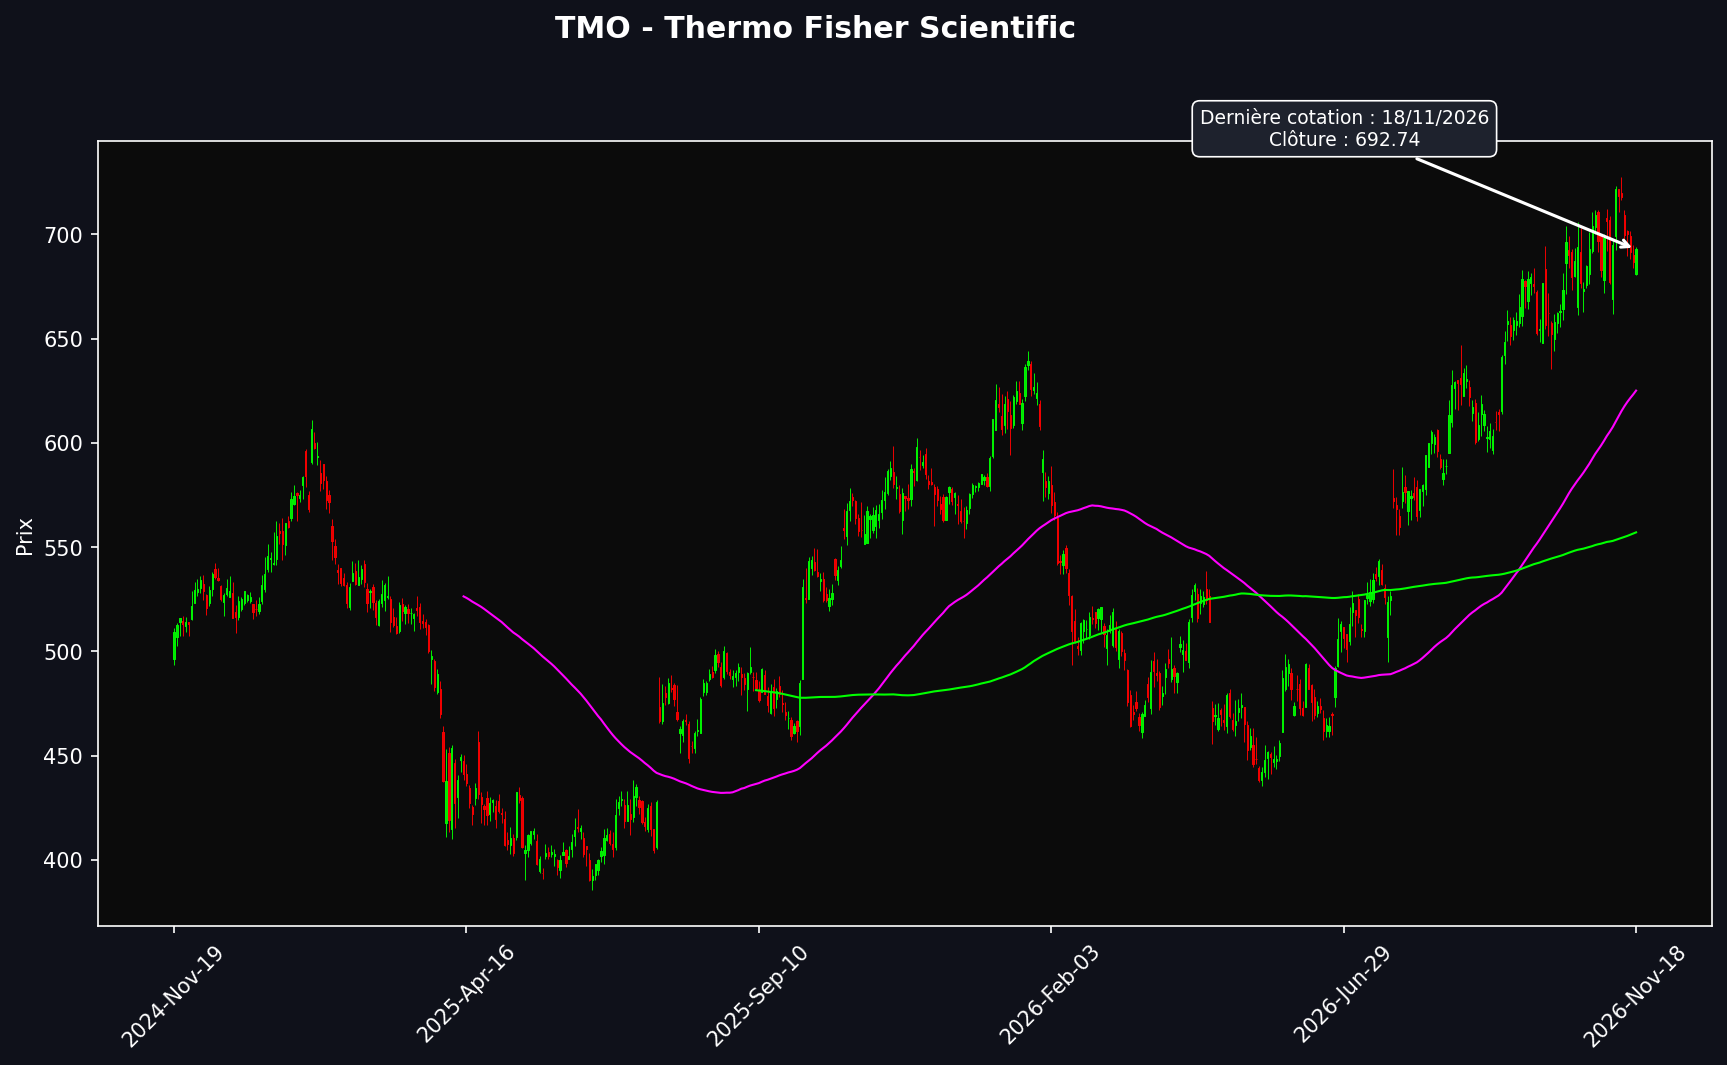 TMO - Thermo Fisher Scientific
Dernière cotation : 18/11/2026
Clôture : 692.74
Prix
700
650
600
550
500
450
400
2024-Nov-19
2025-Apr-16
2025-Sep-10
2026-Feb-03
2026-Jun-29
2026-Nov-18